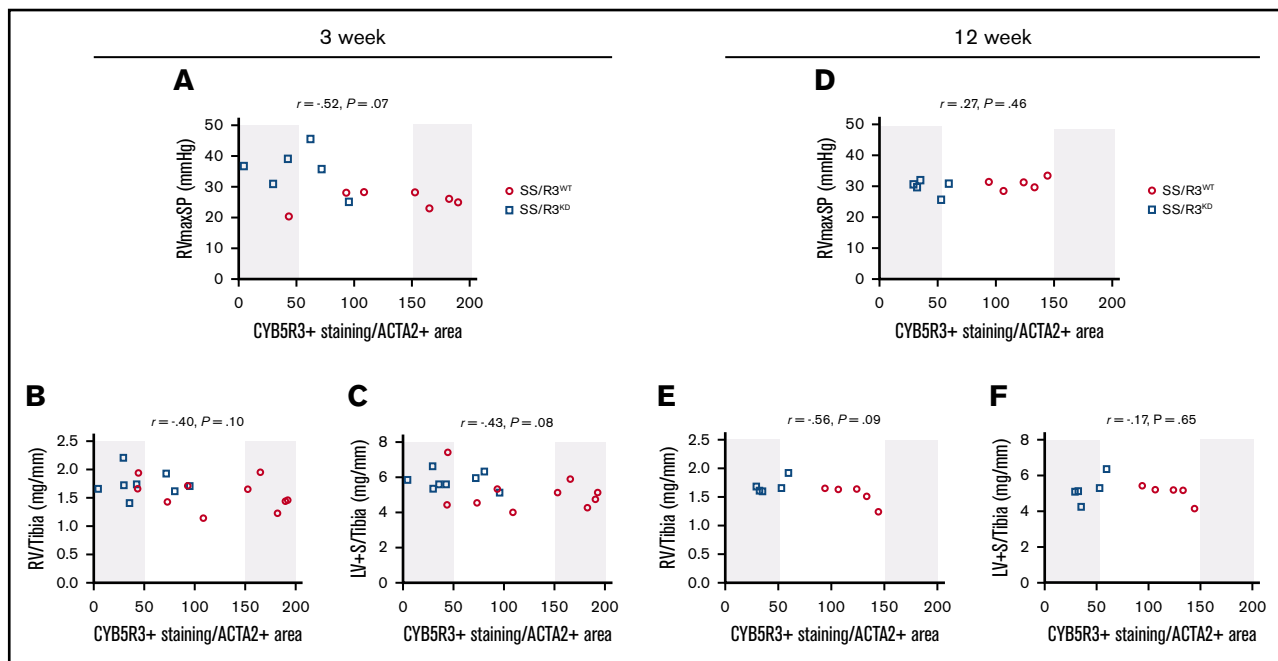 3 week
12 week
A
r = -.52, P = .07
RVmaxSP (mmHg)
50
40
30
20
10
0
0 50 100 150 200
CYB5R3+ staining/ACTA2+ area
SS/R3WT
SS/R3KD
D
r = .27, P = .46
RVmaxSP (mmHg)
50
40
30
20
10
0
0 50 100 150 200
CYB5R3+ staining/ACTA2+ area
SS/R3WT
SS/R3KD
B
r = -.40, P = .10
RV/Tibia (mg/mm)
2.5
2.0
1.5
1.0
0.5
0.0
0 50 100 150 200
CYB5R3+ staining/ACTA2+ area
C
r = -.43, P = .08
LV+S/Tibia (mg/mm)
8
6
4
2
0
0 50 100 150 200
CYB5R3+ staining/ACTA2+ area
E
r = -.56, P = .09
RV/Tibia (mg/mm)
2.5
2.0
1.5
1.0
0.5
0.0
0 50 100 150 200
CYB5R3+ staining/ACTA2+ area
F
r = -.17, P = .65
LV+S/Tibia (mg/mm)
8
6
4
2
0
0 50 100 150 200
CYB5R3+ staining/ACTA2+ area